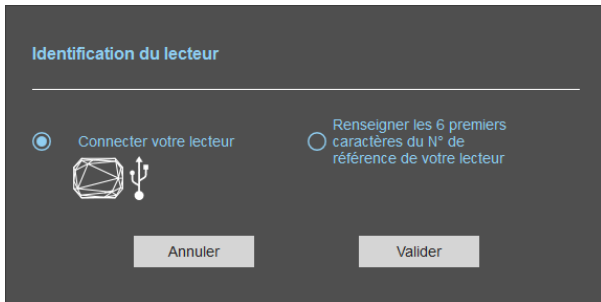 Identification du lecteur
Connecter votre lecteur
Renseigner les 6 premiers
caractères du N° de
référence de votre lecteur
Annuler
Valider